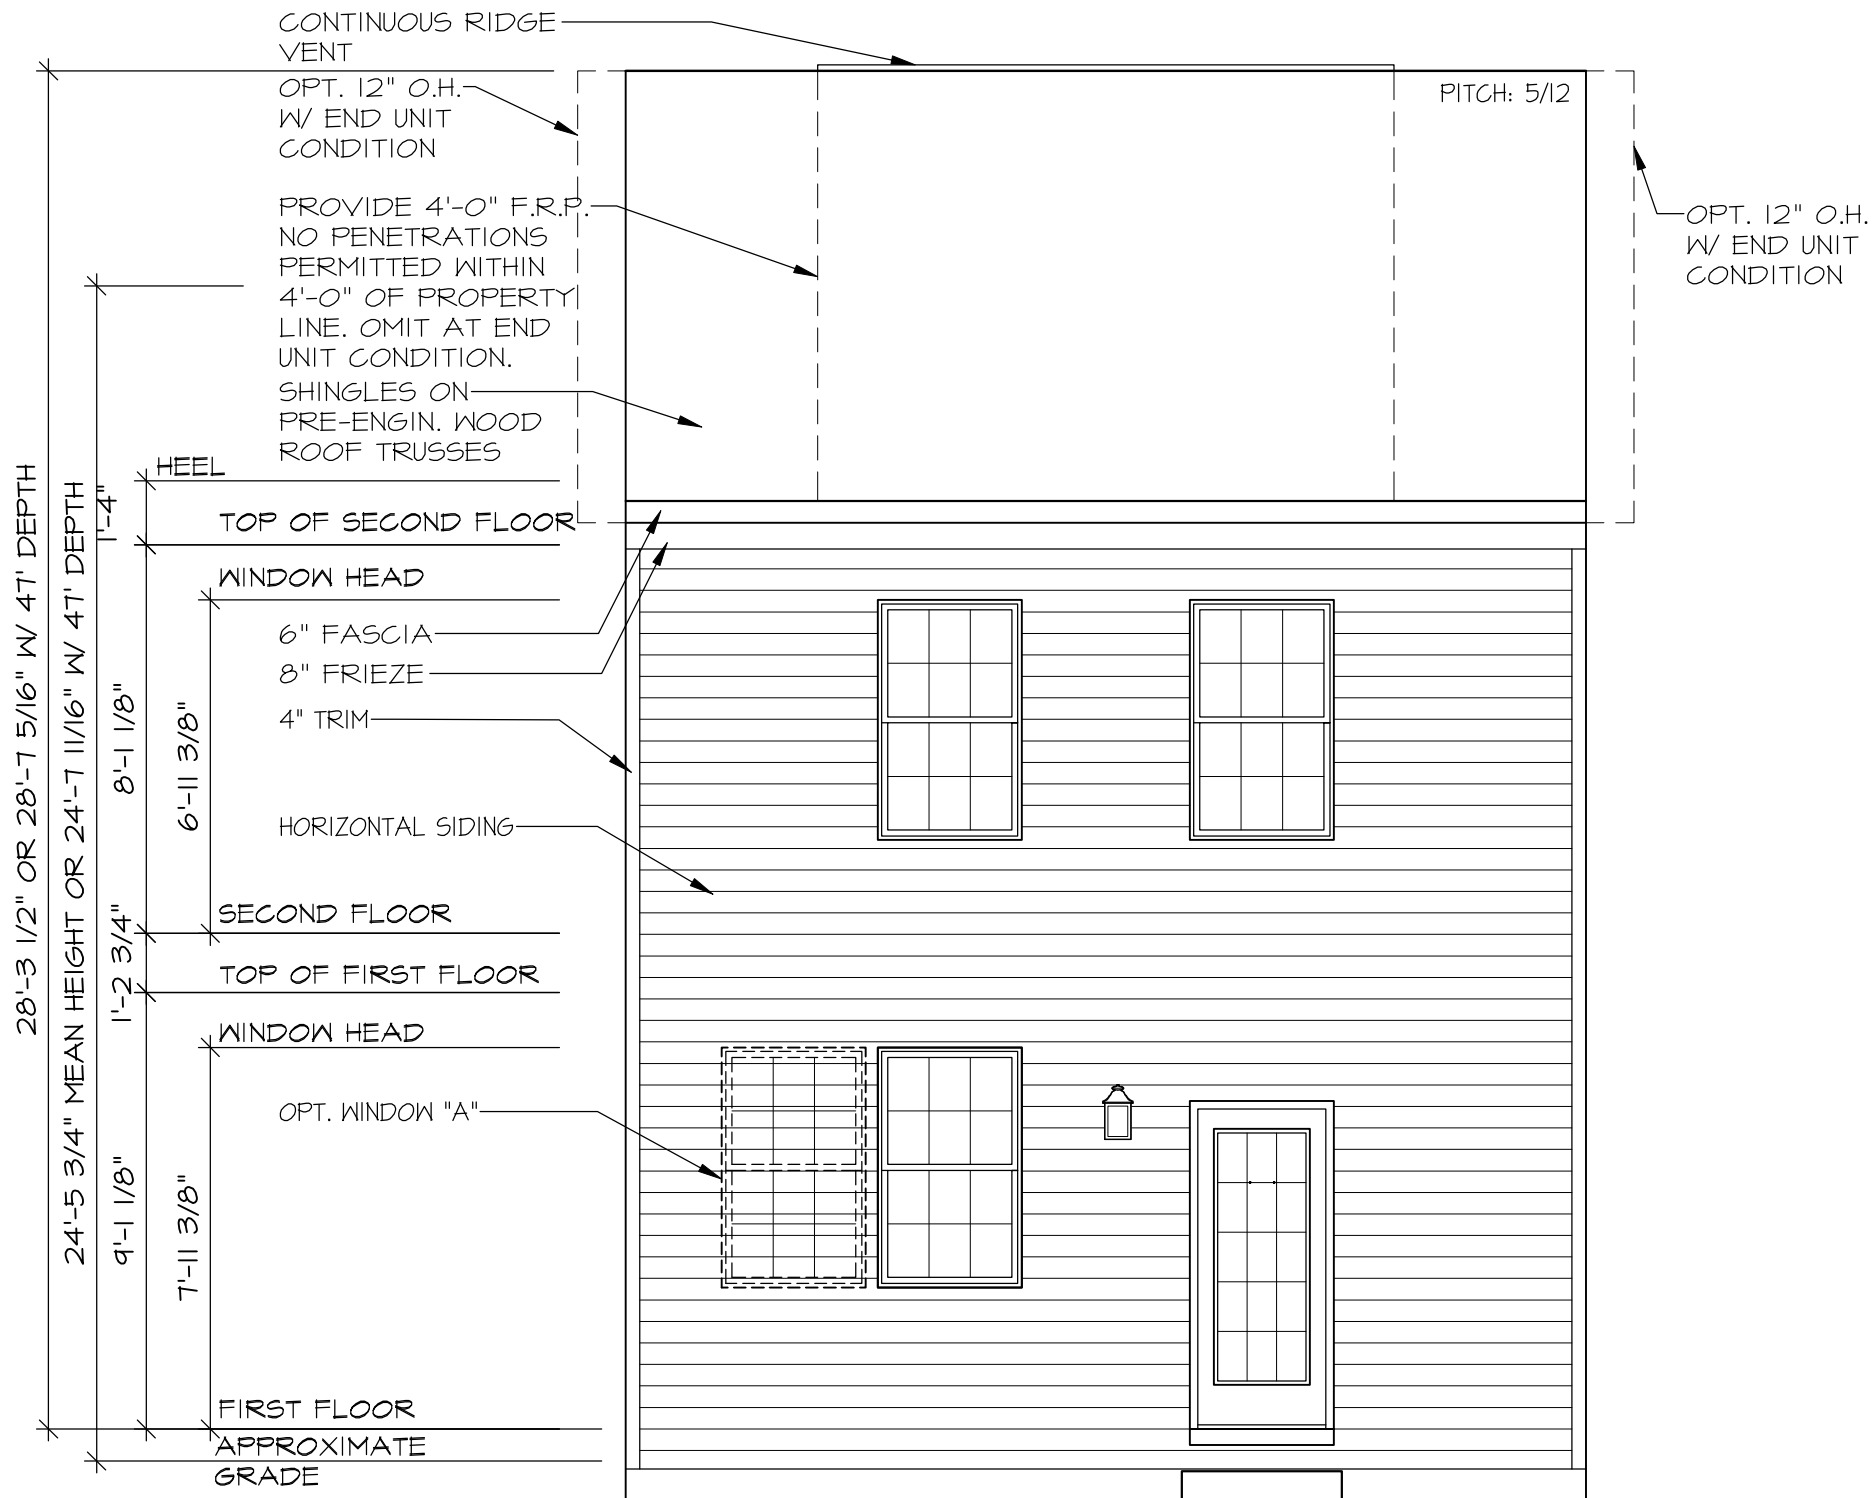 CONTINUOUS RIDGE
VENT
OPT. 12" O.H.
W/ END UNIT
CONDITION
PITCH: 5/12
PROVIDE 4'-0" F.R.P.
NO PENETRATIONS
PERMITTED WITHIN
4'-0" OF PROPERTY
LINE. OMIT AT END
UNIT CONDITION.
OPT. 12" O.H.
W/ END UNIT
CONDITION
SHINGLES ON
PRE-ENGIN. WOOD
ROOF TRUSSES
HEEL
TOP OF SECOND FLOOR
WINDOW HEAD
6" FASCIA
8" FRIEZE
4" TRIM
HORIZONTAL SIDING
SECOND FLOOR
TOP OF FIRST FLOOR
WINDOW HEAD
OPT. WINDOW "A"
FIRST FLOOR
APPROXIMATE
GRADE
28'-3 1/2" OR 28'-7 5/16" W/ 47' DEPTH
24'-5 3/4" MEAN HEIGHT OR 24'-7 11/16" W/ 47' DEPTH
1'-4"
8'-1 1/8"
1'-2 3/4"
9'-1 1/8"
6'-11 3/8"
7'-11 3/8"